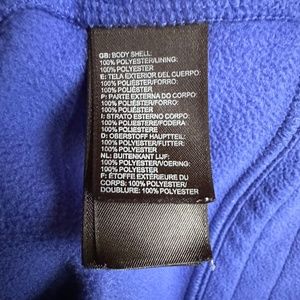 GB: BODY SHELL:
100% POLYESTER/LINING:
100% POLYESTER
E: TELA EXTERIOR DEL CUERPO:
100% POLIÉSTER/FORRO:
100% POLIÉSTER
P: PARTE EXTERNA DO CORPO
100% POLIÉSTER/FORRO:
100% POLIÉSTER
I: STRATO ESTERNO CORPO:
100% POLIESTERE/FODERA:
100% POLIESTERE
D: OBERSTOFF HAUPTTEIL:
100% POLYESTER/FUTTER:
100% POLYESTER
NL: BUITENKANT LIJF:
100% POLYESTER/VOERING:
100% POLYESTER
F: ÉTOFFE EXTÉRIEURE DU
CORPS: 100% POLYESTER/
DOUBLURE: 100% POLYESTER